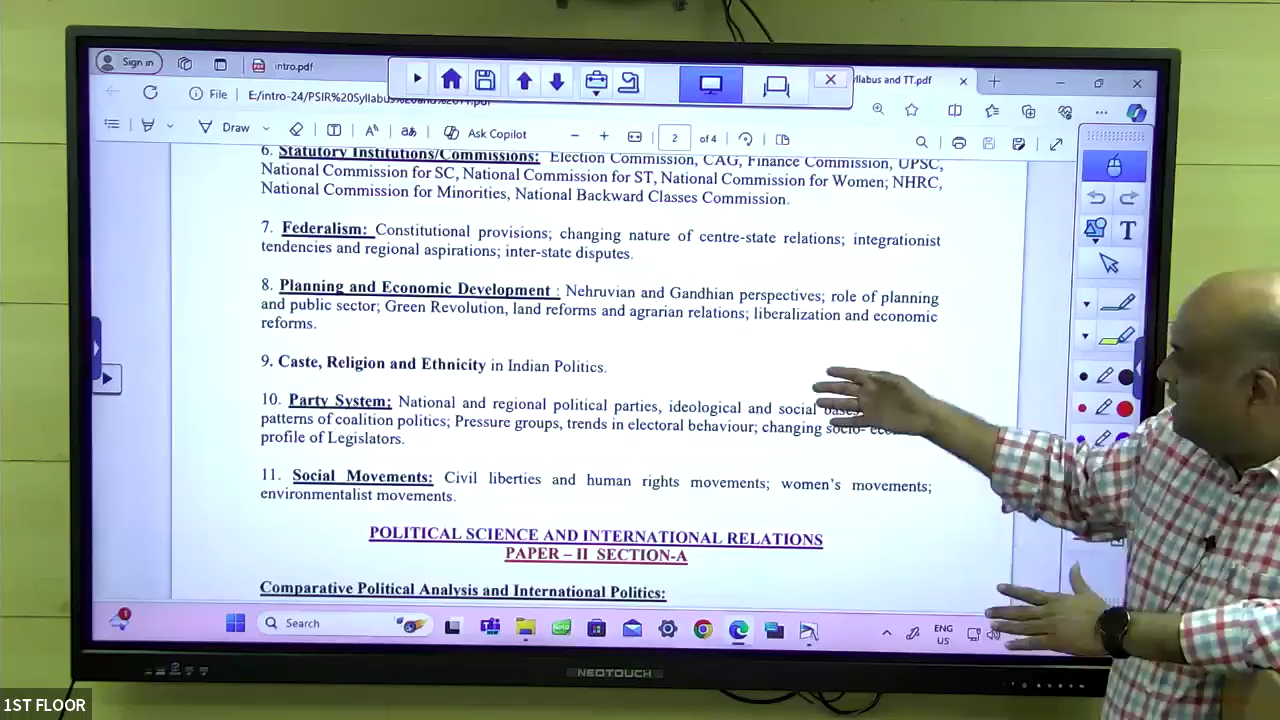 Sign in
intro.pdf
llabus and TT.pdf
File
E:/intro-24/PSIR%20Syllabus%20and%20TT.pdf
Draw
Ask Copilot
2
of 4
6. Statutory Institutions/Commissions: Election Commission, CAG, Finance Commission, UPSC,
National Commission for SC, National Commission for ST, National Commission for Women; NHRC,
National Commission for Minorities, National Backward Classes Commission.
7. Federalism: Constitutional provisions; changing nature of centre-state relations; integrationist
tendencies and regional aspirations; inter-state disputes.
8. Planning and Economic Development : Nehruvian and Gandhian perspectives; role of planning
and public sector; Green Revolution, land reforms and agrarian relations; liberalization and economic
reforms.
9. Caste, Religion and Ethnicity in Indian Politics.
10. Party System: National and regional political parties, ideological and social
patterns of coalition politics; Pressure groups, trends in electoral behaviour; changing socio-
profile of Legislators.
11. Social Movements: Civil liberties and human rights movements; women's movements;
environmentalist movements.
POLITICAL SCIENCE AND INTERNATIONAL RELATIONS
PAPER – II SECTION-A
Comparative Political Analysis and International Politics:
Search
ENG
US
NEOTOUCH
1ST FLOOR